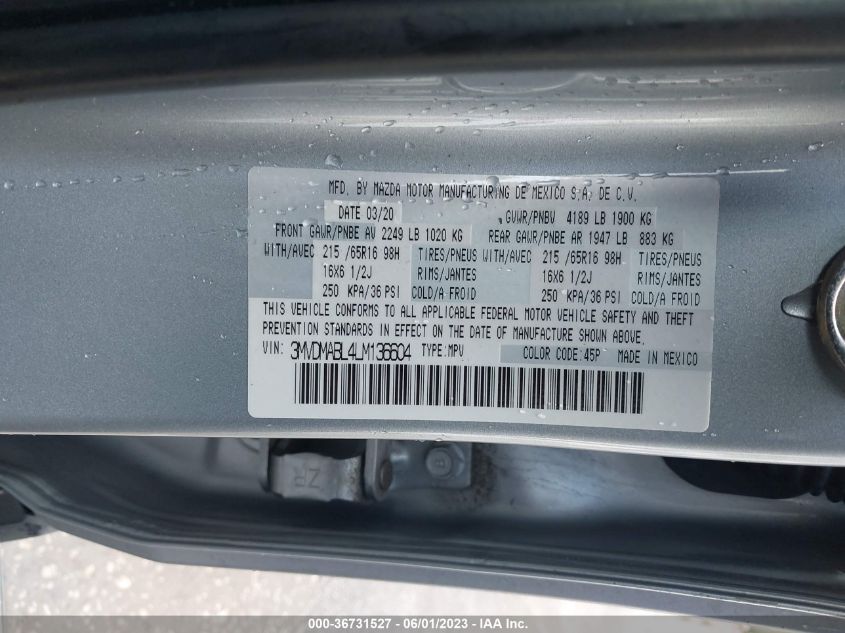 MFD. BY MAZDA MOTOR MANUFACTURING DE MEXICO S.A. DE C.V.
DATE 03/20 GVWR/PNBV 4189 LB 1900 KG
FRONT GAWR/PNBE AV 2249 LB 1020 KG REAR GAWR/PNBE AR 1947 LB 883 KG
WITH/AVEC 215 /65R16 98H TIRES/PNEUS WITH/AVEC 215 /65R16 98H TIRES/PNEUS
16X6 1/2J RIMS/JANTES 16X6 1/2J RIMS/JANTES
250 KPA/36 PSI COLD/A FROID 250 KPA/36 PSI COLD/A FROID
THIS VEHICLE CONFORMS TO ALL APPLICABLE FEDERAL MOTOR VEHICLE SAFETY AND THEFT
PREVENTION STANDARDS IN EFFECT ON THE DATE OF MANUFACTURE SHOWN ABOVE.
VIN: 3MVDMABL4LM136604 TYPE:MPV COLOR CODE:45P MADE IN MEXICO
ZR
8
000-36731527 - 06/01/2023 - IAA Inc.